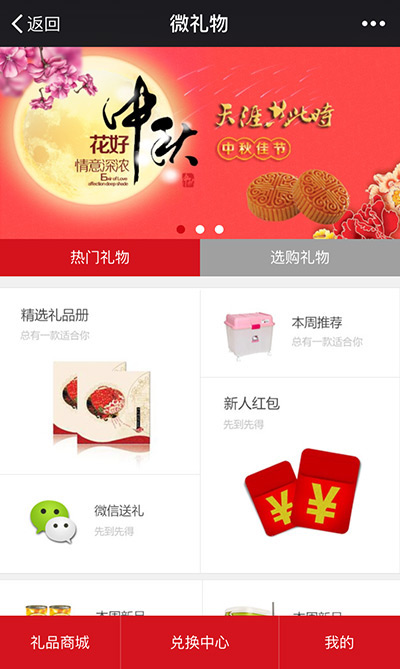 返回
微礼物
中秋
花好
情意深浓
affection deep shade
天涯共此時
中秋佳节
热门礼物
选购礼物
精选礼品册
总有一款适合你
本周推荐
总有一款适合你
新人红包
先到先得
¥
¥
微信送礼
先到先得
本周新品
本周新品
礼品商城
兑换中心
我的